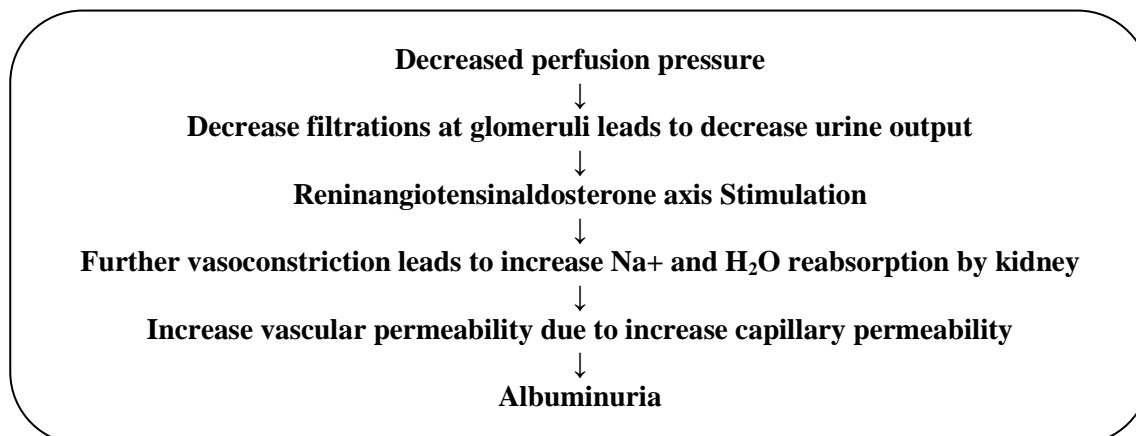 Decreased perfusion pressure
↓
Decrease filtrations at glomeruli leads to decrease urine output
↓
Reninangiotensinaldosterone axis Stimulation
↓
Further vasoconstriction leads to increase Na+ and H₂O reabsorption by kidney
↓
Increase vascular permeability due to increase capillary permeability
↓
Albuminuria